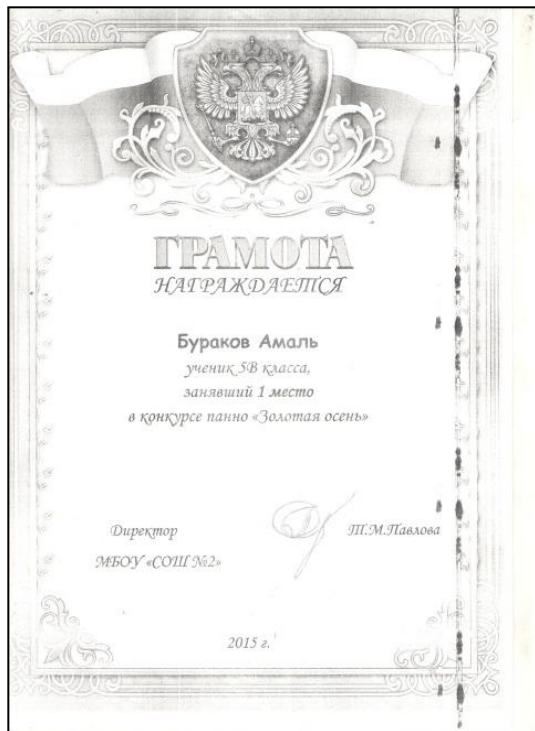 ГРАМОТА
НАГРАЖДАЕТСЯ
Бураков Амаль
ученик 5В класса,
занявший 1 место
в конкурсе панно «Золотая осень»
Директор Т.М.Павлова
МБОУ «СОШ №2»
2015 г.